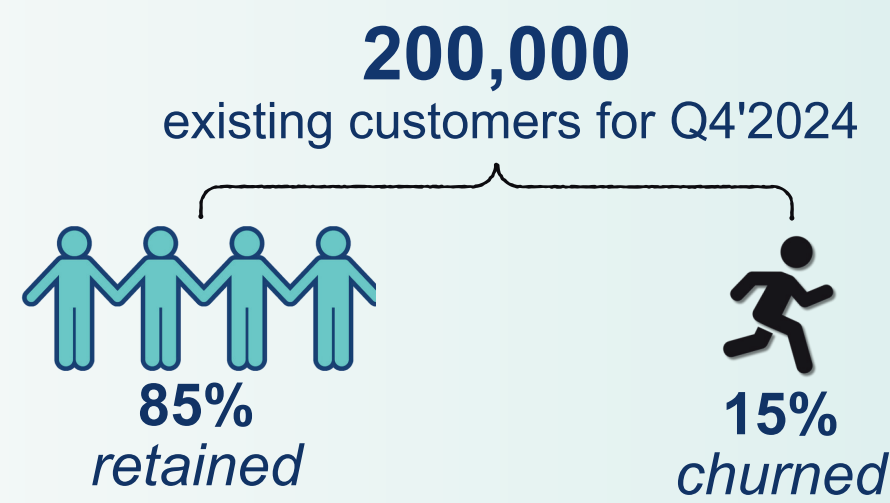 200,000
existing customers for Q4'2024
85%
retained
15%
churned